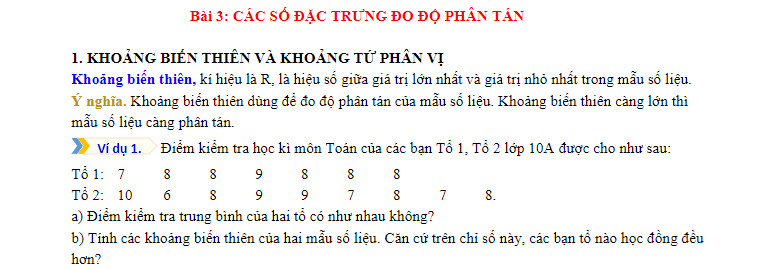 Bài 3: CÁC SỐ ĐẶC TRƯNG ĐO ĐỘ PHÂN TÁN
1. KHOẢNG BIẾN THIÊN VÀ KHOẢNG TỨ PHÂN VỊ
Khoảng biến thiên, kí hiệu là R, là hiệu số giữa giá trị lớn nhất và giá trị nhỏ nhất trong mẫu số liệu.
Ý nghĩa. Khoảng biến thiên dùng để đo độ phân tán của mẫu số liệu. Khoảng biến thiên càng lớn thì
mẫu số liệu càng phân tán.
Ví dụ 1. Điểm kiểm tra học kì môn Toán của các bạn Tổ 1, Tổ 2 lớp 10A được cho như sau:
Tổ 1: 7 8 8 9 8 8 8
Tổ 2: 10 6 8 9 9 7 8 7 8.
a) Điểm kiểm tra trung bình của hai tổ có như nhau không?
b) Tính các khoảng biến thiên của hai mẫu số liệu. Căn cứ trên chỉ số này, các bạn tổ nào học đồng đều
hơn?